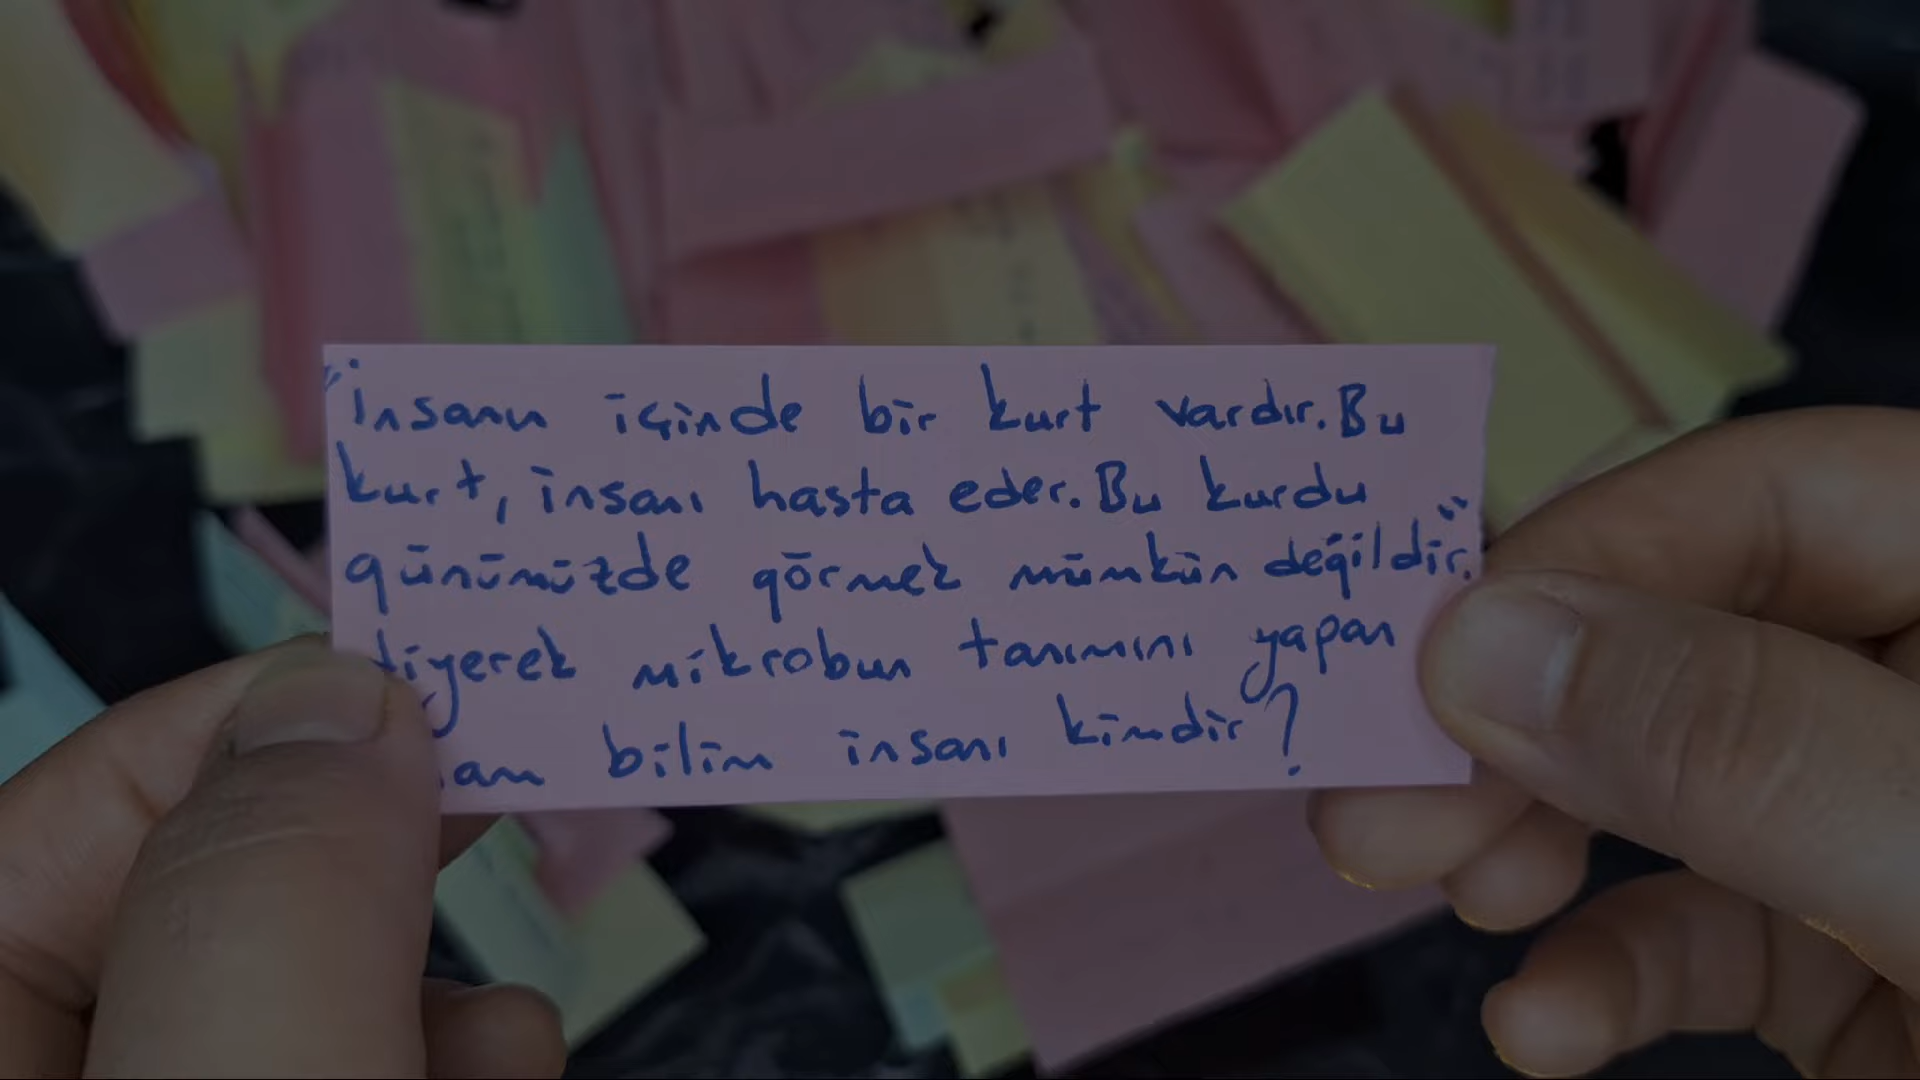 "İnsanın içinde bir kurt vardır. Bu
kurt, insanı hasta eder. Bu kurdu
günümüzde görmek mümkün değildir."
diyerek mikrobun tanımını yapan
bilim insanı kimdir?